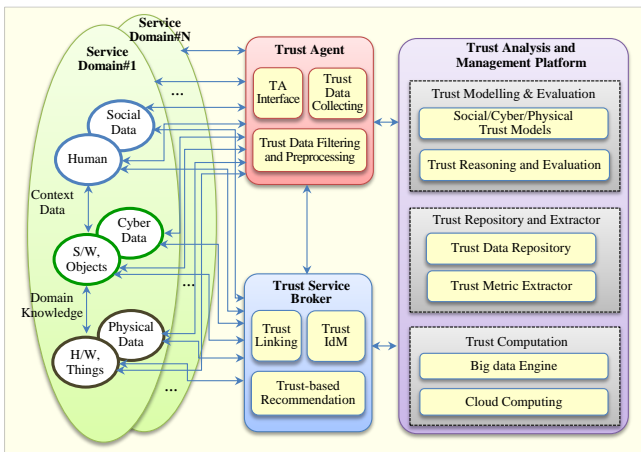 Service
Domain#N
Service
Domain#1
...
Social
Data
Human
Context
Data
Cyber
Data
S/W,
Objects
...
Domain
Knowledge
Physical
Data
H/W,
Things
...
Trust Agent
TA
Interface
Trust
Data
Collecting
Trust Data Filtering
and Preprocessing
Trust Service
Broker
Trust
Linking
Trust
IdM
Trust-based
Recommendation
Trust Analysis and
Management Platform
Trust Modelling & Evaluation
Social/Cyber/Physical
Trust Models
Trust Reasoning and Evaluation
Trust Repository and Extractor
Trust Data Repository
Trust Metric Extractor
Trust Computation
Big data Engine
Cloud Computing